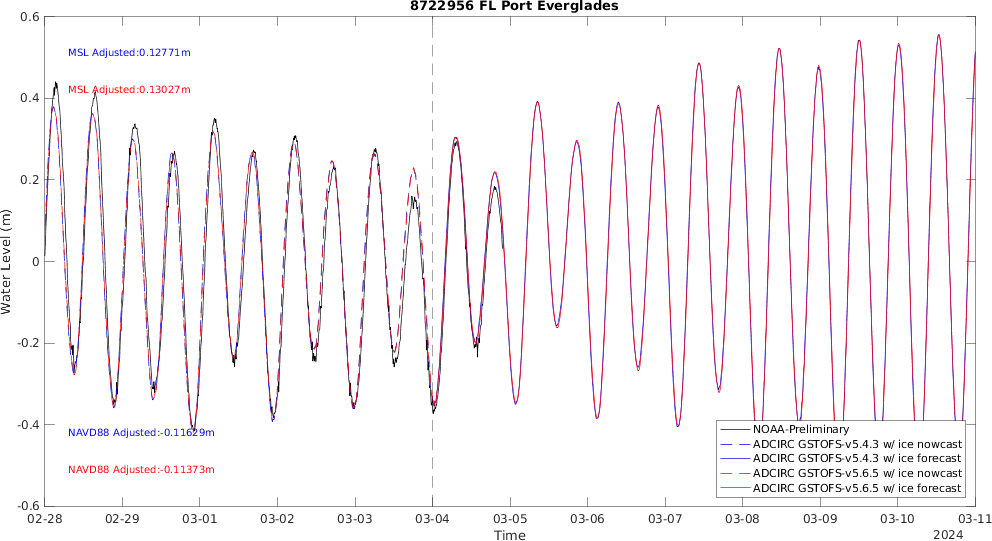 8722956 FL Port Everglades
0.6
0.4
0.2
0
-0.2
-0.4
-0.6
Water Level (m)
MSL Adjusted:0.12771m
MSL Adjusted:0.13027m
NAVD88 Adjusted:-0.11629m
NAVD88 Adjusted:-0.11373m
NOAA-Preliminary
ADCIRC GSTOFS-v5.4.3 w/ ice nowcast
ADCIRC GSTOFS-v5.4.3 w/ ice forecast
ADCIRC GSTOFS-v5.6.5 w/ ice nowcast
ADCIRC GSTOFS-v5.6.5 w/ ice forecast
02-28 02-29 03-01 03-02 03-03 03-04 03-05 03-06 03-07 03-08 03-09 03-10 03-11
Time
2024